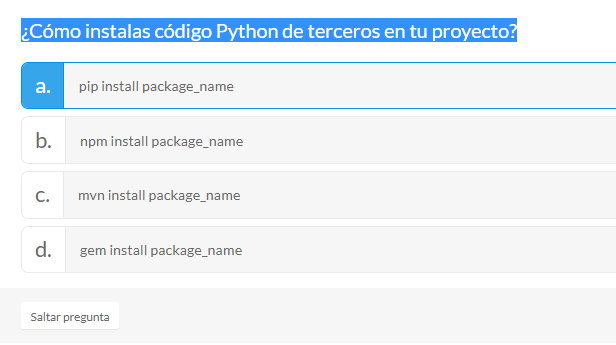 ¿Cómo instalas código Python de terceros en tu proyecto?
a. pip install package_name
b. npm install package_name
c. mvn install package_name
d. gem install package_name
Saltar pregunta